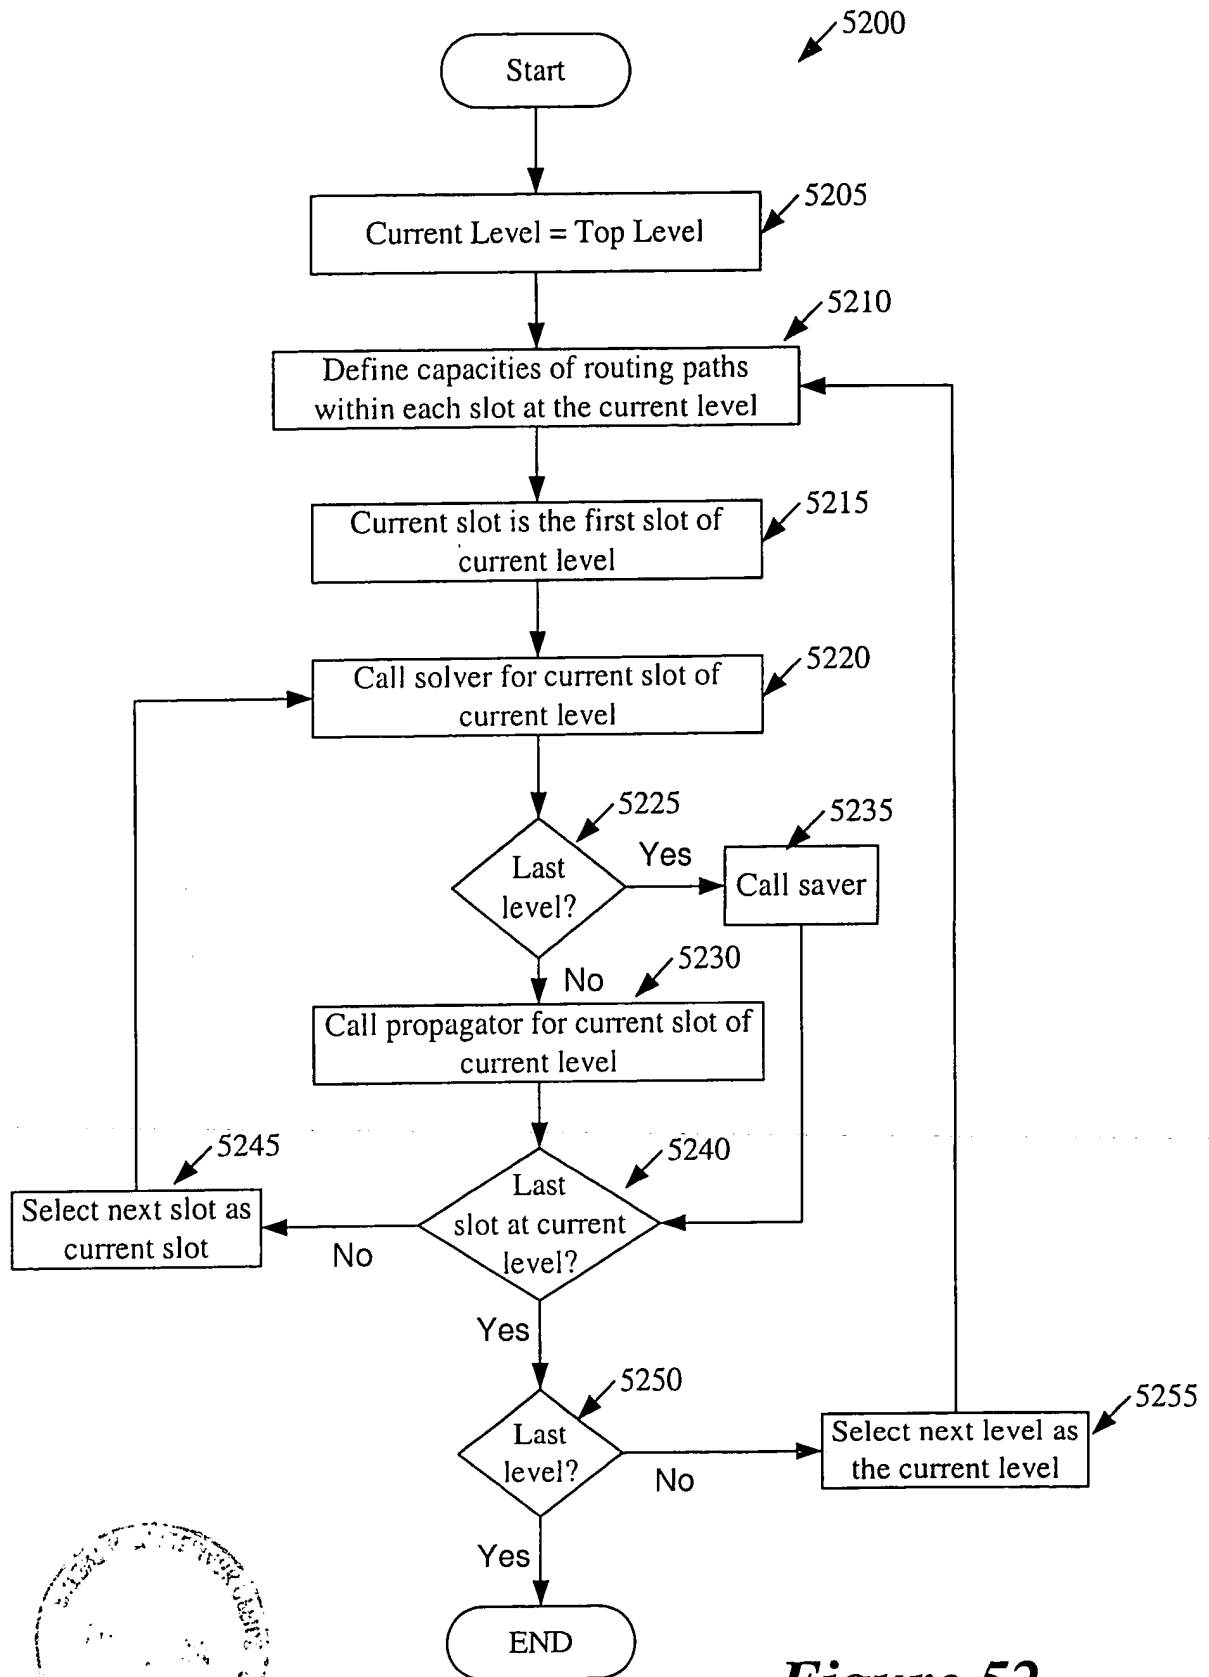 5200
Start
5205
Current Level = Top Level
5210
Define capacities of routing paths
within each slot at the current level
5215
Current slot is the first slot of
current level
5220
Call solver for current slot of
current level
5225
Last
level?
Yes
5235
Call saver
No
5230
Call propagator for current slot of
current level
5245
Select next slot as
current slot
No
5240
Last
slot at current
level?
Yes
5250
Last
level?
No
5255
Select next level as
the current level
Yes
END
Figure 52